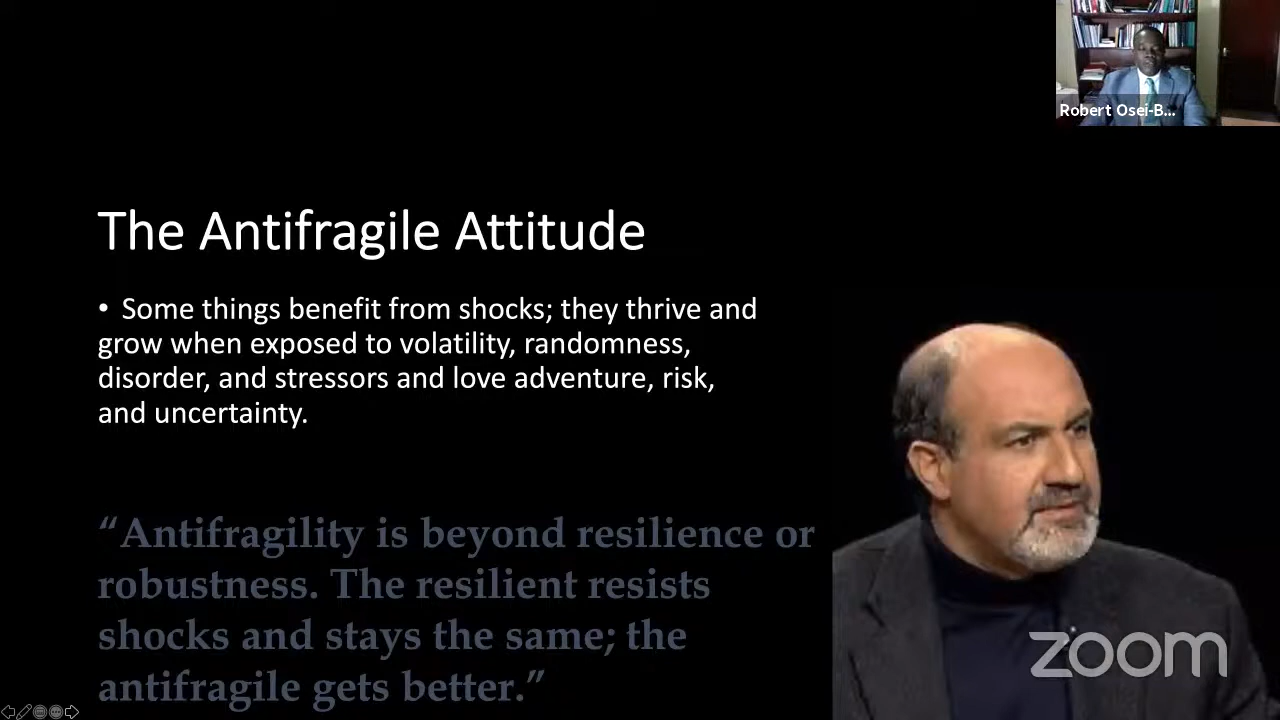 Robert Osei-B...
The Antifragile Attitude
• Some things benefit from shocks; they thrive and
grow when exposed to volatility, randomness,
disorder, and stressors and love adventure, risk,
and uncertainty.
“Antifragility is beyond resilience or
robustness. The resilient resists
shocks and stays the same; the
antifragile gets better.”
zoom